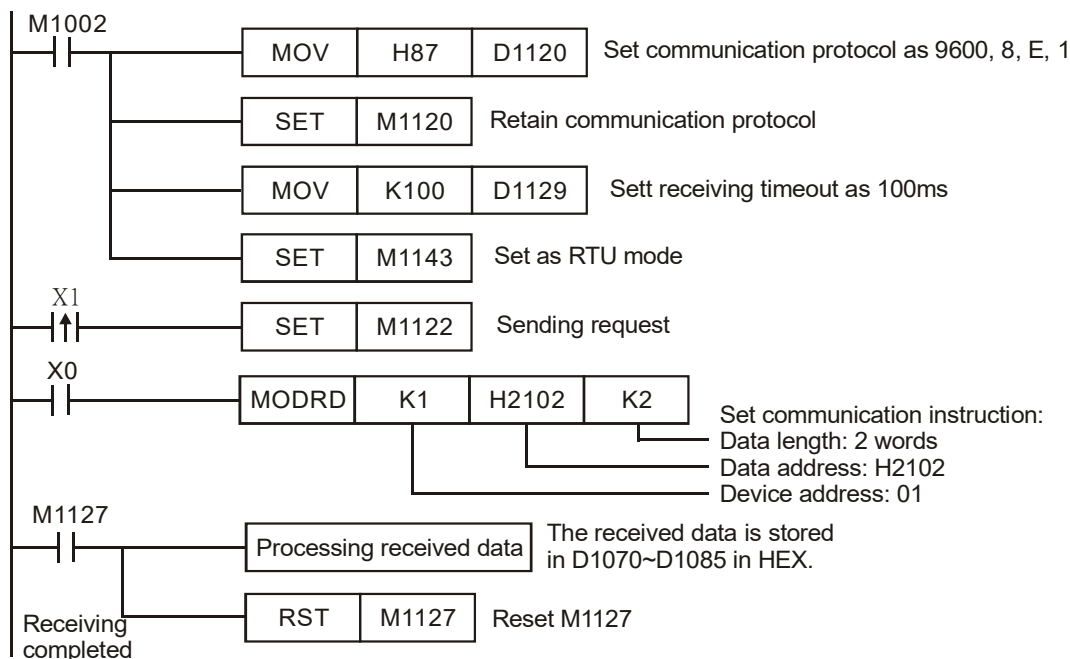 M1002
MOV H87 D1120 Set communication protocol as 9600, 8, E, 1
SET M1120 Retain communication protocol
MOV K100 D1129 Sett receiving timeout as 100ms
SET M1143 Set as RTU mode
X1
SET M1122 Sending request
X0
MODRD K1 H2102 K2
Set communication instruction:
Data length: 2 words
Data address: H2102
Device address: 01
M1127
Processing received data
The received data is stored
in D1070~D1085 in HEX.
RST M1127 Reset M1127
Receiving
completed